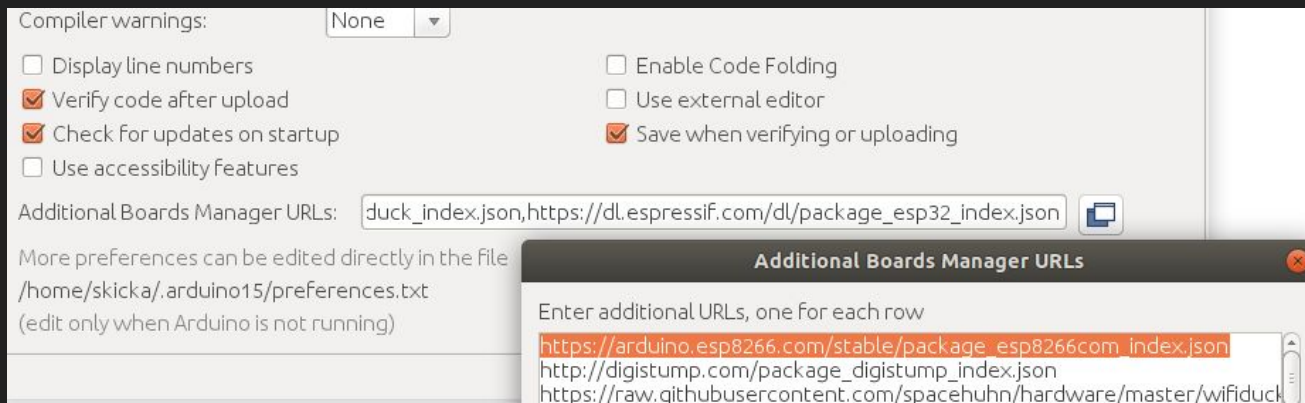 Compiler warnings: None
Display line numbers
Enable Code Folding
Verify code after upload
Use external editor
Check for updates on startup
Save when verifying or uploading
Use accessibility features
Additional Boards Manager URLs: duck_index.json,https://dl.espressif.com/dl/package_esp32_index.json
More preferences can be edited directly in the file
/home/skicka/.arduino15/preferences.txt
(edit only when Arduino is not running)
Additional Boards Manager URLs
Enter additional URLs, one for each row
https://arduino.esp8266.com/stable/package_esp8266com_index.json
http://digistump.com/package_digistump_index.json
https://raw.githubusercontent.com/spacehuhn/hardware/master/wifiduck